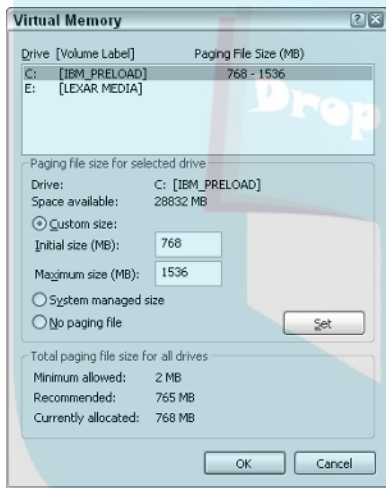 Virtual Memory
Drive [Volume Label] Paging File Size (MB)
C: [IBM_PRELOAD] 768 - 1536
E: [LEXAR MEDIA]
Drop
Paging file size for selected drive
Drive: C: [IBM_PRELOAD]
Space available: 28832 MB
Custom size:
Initial size (MB): 768
Maximum size (MB): 1536
System managed size
No paging file
Set
Total paging file size for all drives
Minimum allowed: 2 MB
Recommended: 765 MB
Currently allocated: 768 MB
OK Cancel